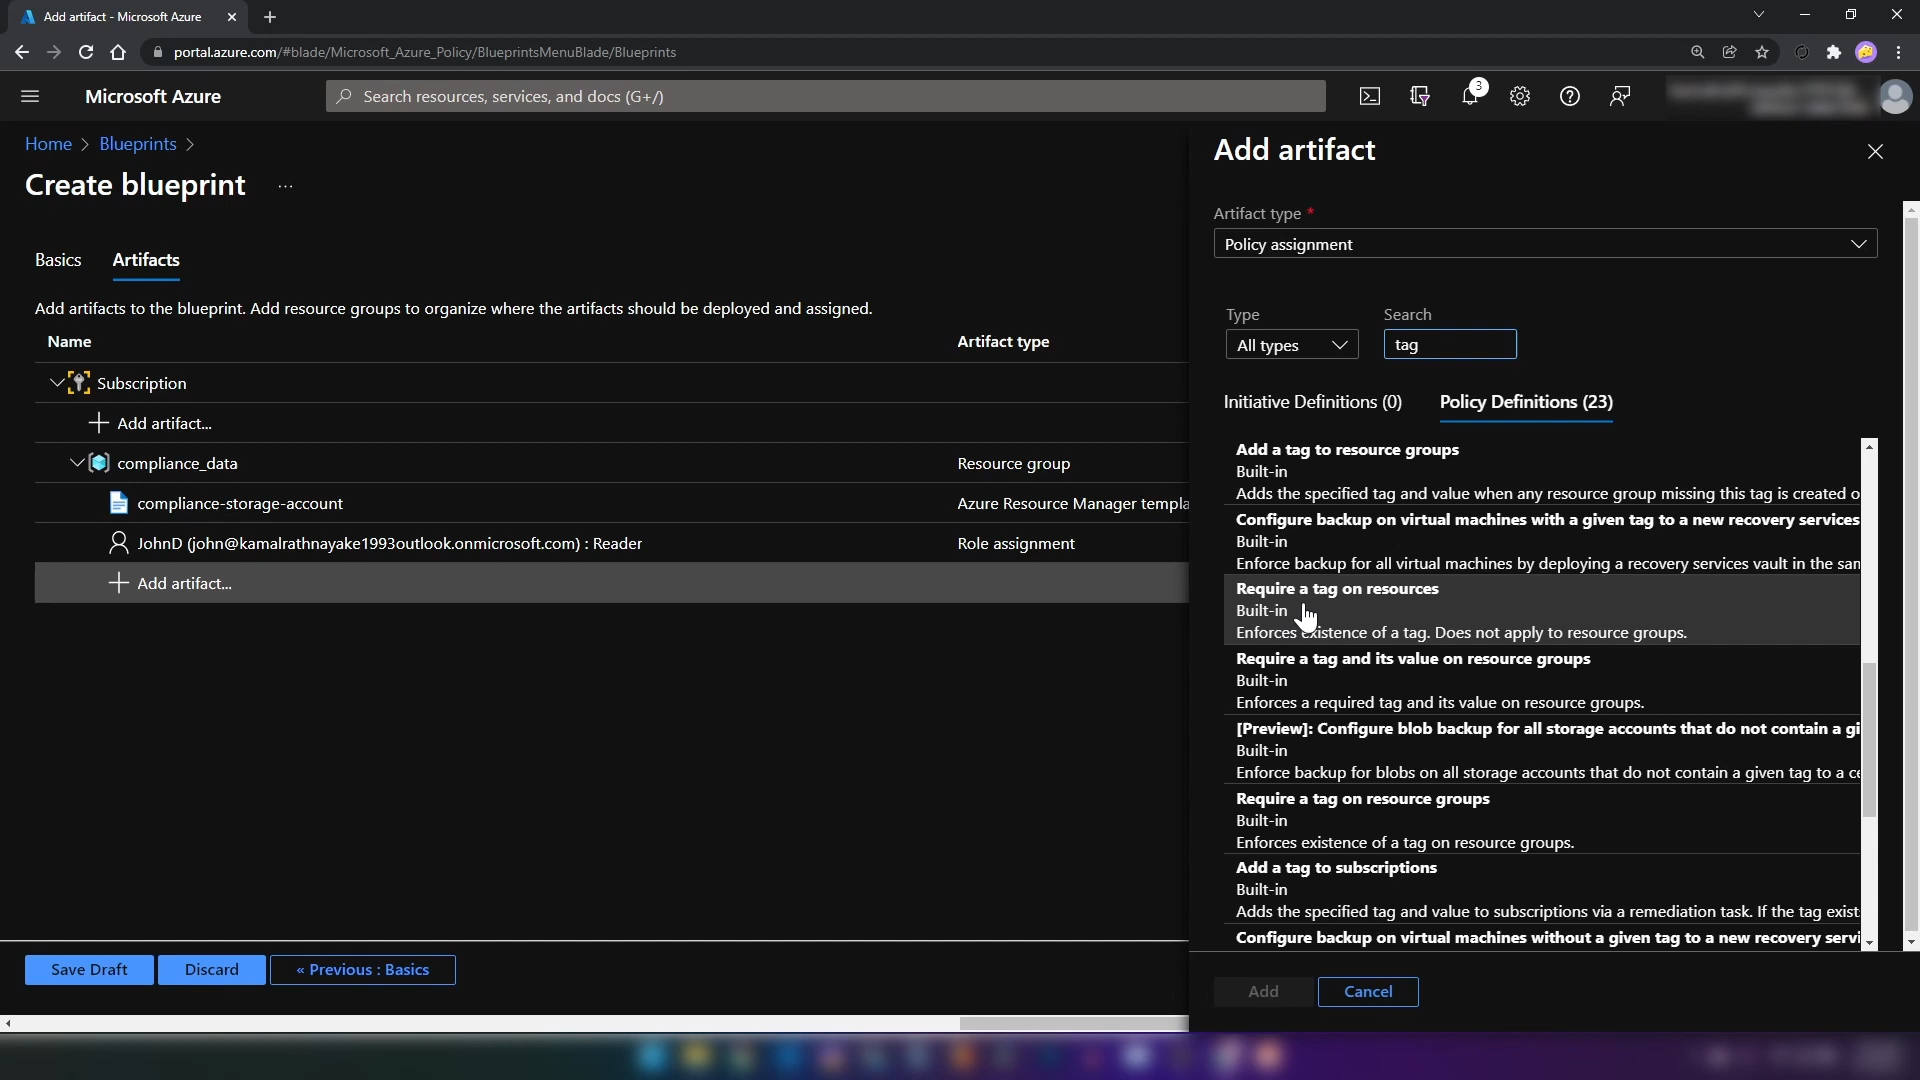 Add artifact - Microsoft Azure
portal.azure.com/#blade/Microsoft_Azure_Policy/BlueprintsMenuBlade/Blueprints
Microsoft Azure
Search resources, services, and docs (G+/)
3
Home > Blueprints >
Create blueprint ...
Basics
Artifacts
Add artifacts to the blueprint. Add resource groups to organize where the artifacts should be deployed and assigned.
Name
Artifact type
Subscription
Add artifact...
compliance_data
Resource group
compliance-storage-account
Azure Resource Manager templa
JohnD (john@kamalrathnayake1993outlook.onmicrosoft.com) : Reader
Role assignment
Add artifact...
Save Draft
Discard
« Previous : Basics
Add artifact
Artifact type *
Policy assignment
Type
Search
All types
tag
Initiative Definitions (0)
Policy Definitions (23)
Add a tag to resource groups
Built-in
Adds the specified tag and value when any resource group missing this tag is created o
Configure backup on virtual machines with a given tag to a new recovery services
Built-in
Enforce backup for all virtual machines by deploying a recovery services vault in the san
Require a tag on resources
Built-in
Enforces existence of a tag. Does not apply to resource groups.
Require a tag and its value on resource groups
Built-in
Enforces a required tag and its value on resource groups.
[Preview]: Configure blob backup for all storage accounts that do not contain a gi
Built-in
Enforce backup for blobs on all storage accounts that do not contain a given tag to a ce
Require a tag on resource groups
Built-in
Enforces existence of a tag on resource groups.
Add a tag to subscriptions
Built-in
Adds the specified tag and value to subscriptions via a remediation task. If the tag exist
Configure backup on virtual machines without a given tag to a new recovery servi
Add
Cancel